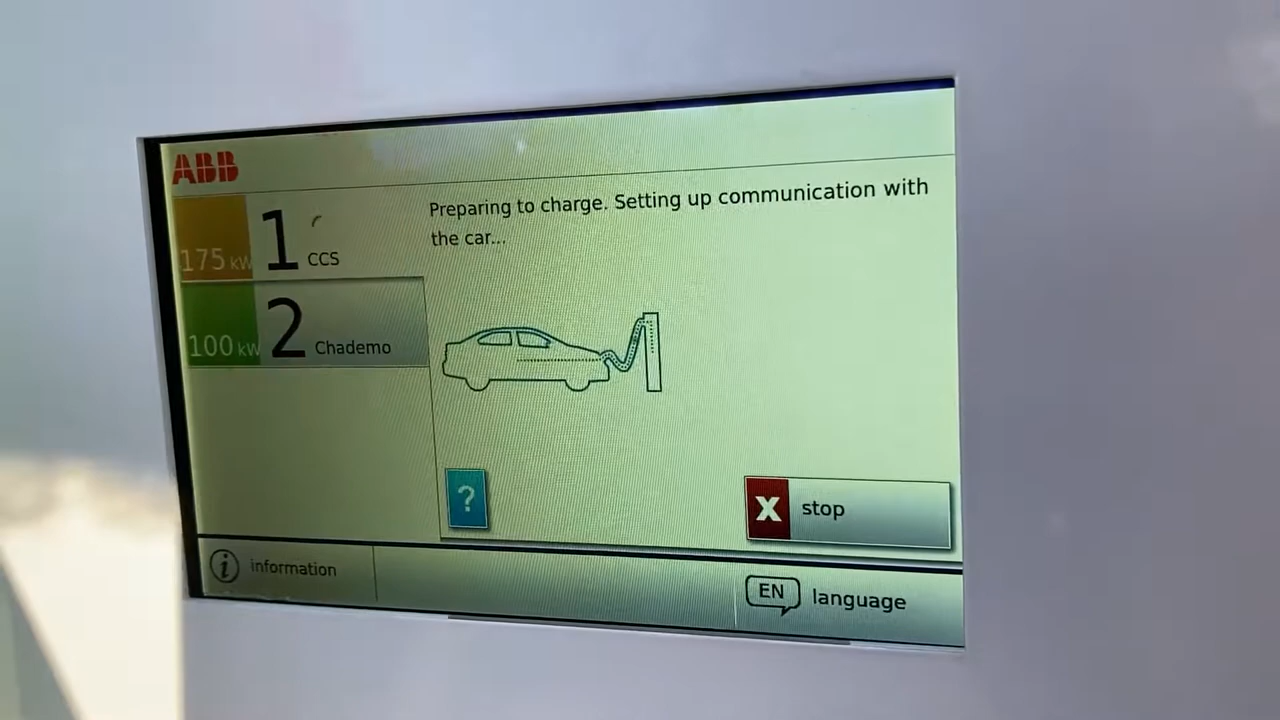 ABB
175 kW 1 CCS
100 kW 2 Chademo
Preparing to charge. Setting up communication with
the car...
?
X stop
i information
EN language